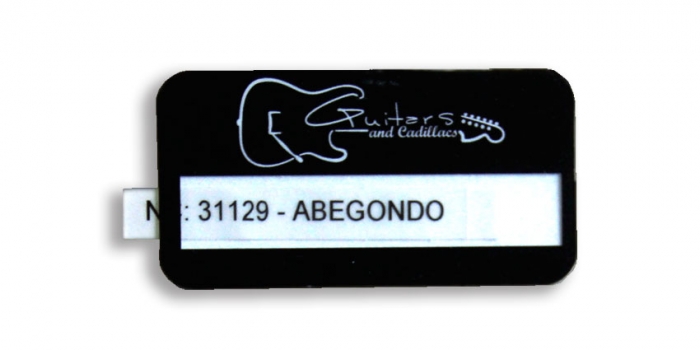 Guitars
and Cadillacs
: 31129 - ABEGONDO